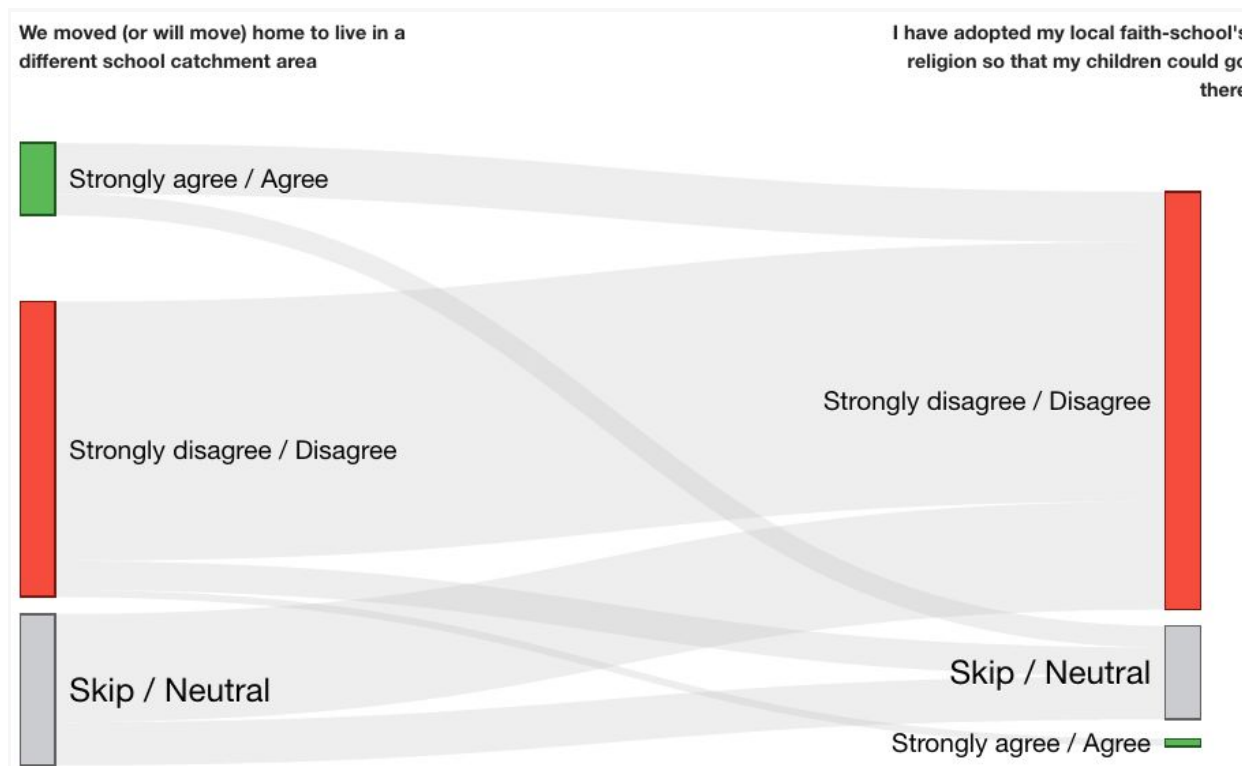 We moved (or will move) home to live in a
different school catchment area
I have adopted my local faith-school's
religion so that my children could go
there
Strongly agree / Agree
Strongly disagree / Disagree
Strongly disagree / Disagree
Skip / Neutral
Skip / Neutral
Strongly agree / Agree